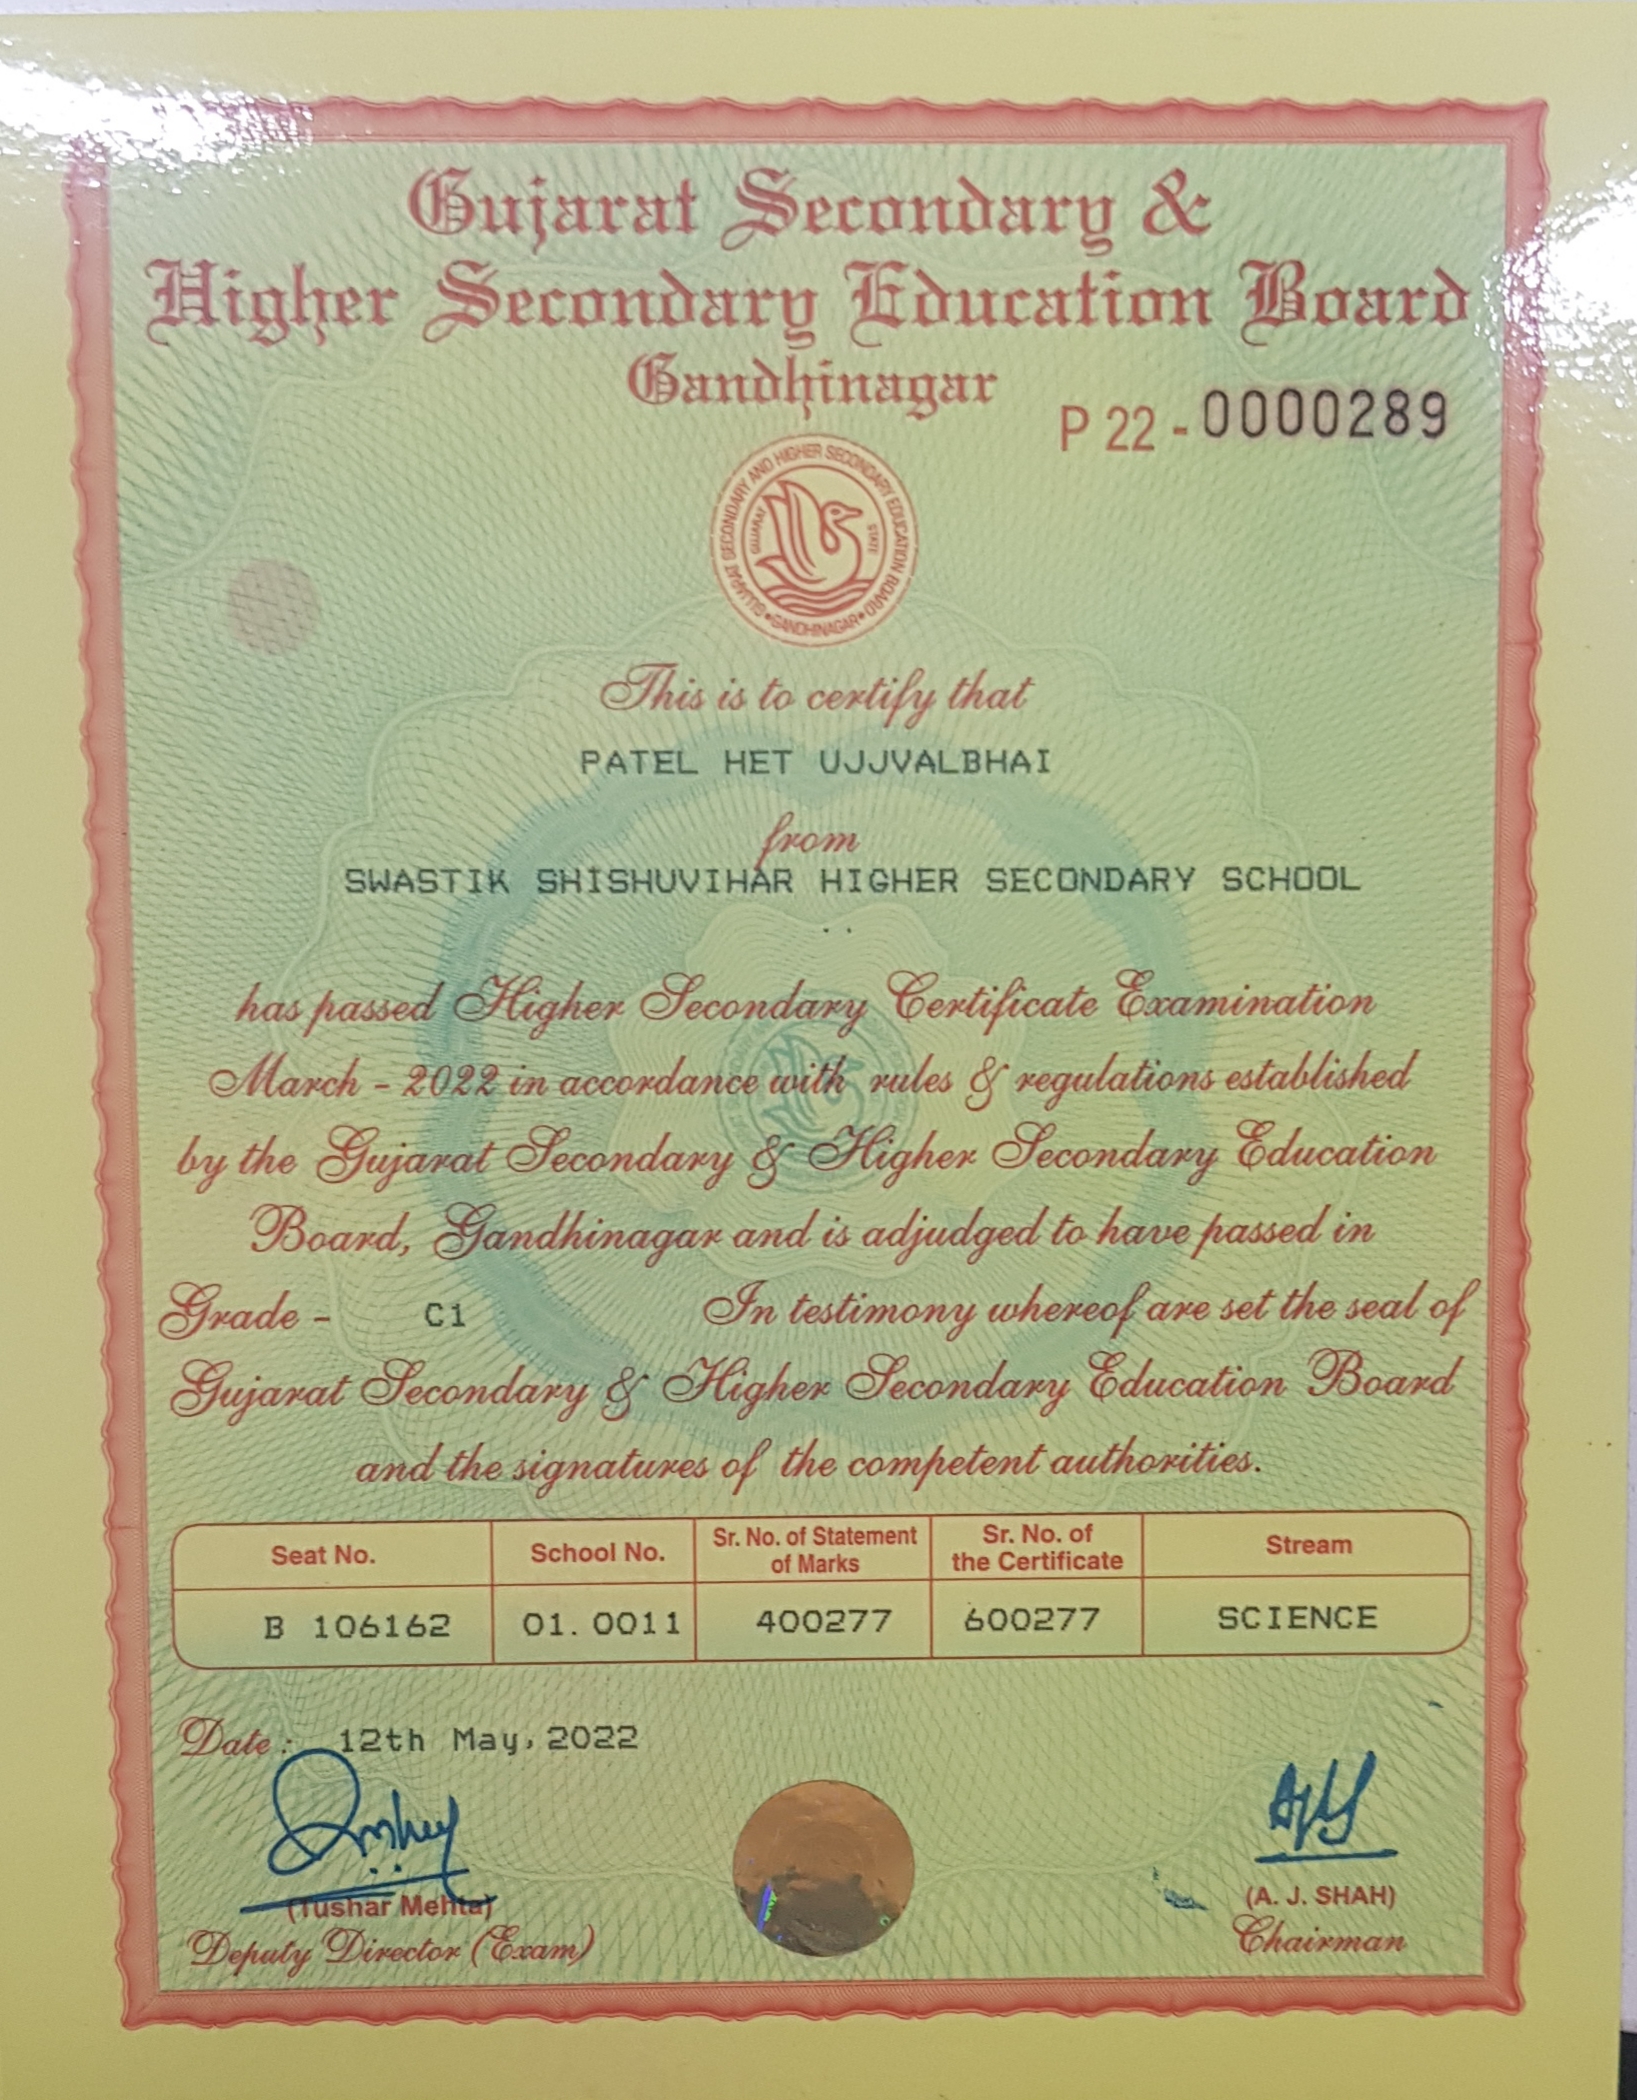 Gujarat Secondary &
Higher Secondary Education Board
Gandhinagar
P 22 - 0000289
GUJARAT SECONDARY AND HIGHER SECONDARY EDUCATION BOARD
GUJARAT STATE
• GANDHINAGAR •
This is to certify that
PATEL HET UJJVALBHAI
from
SWASTIK SHISHUVIHAR HIGHER SECONDARY SCHOOL
has passed Higher Secondary Certificate Examination
March - 2022 in accordance with rules & regulations established
by the Gujarat Secondary & Higher Secondary Education
Board, Gandhinagar and is adjudged to have passed in
Grade - C1 In testimony whereof are set the seal of
Gujarat Secondary & Higher Secondary Education Board
and the signatures of the competent authorities.
Seat No. School No. Sr. No. of Statement of Marks Sr. No. of the Certificate Stream
B 106162 01.0011 400277 600277 SCIENCE
Date : 12th May, 2022
(Tushar Mehta) (A. J. SHAH)
Deputy Director (Exam) Chairman